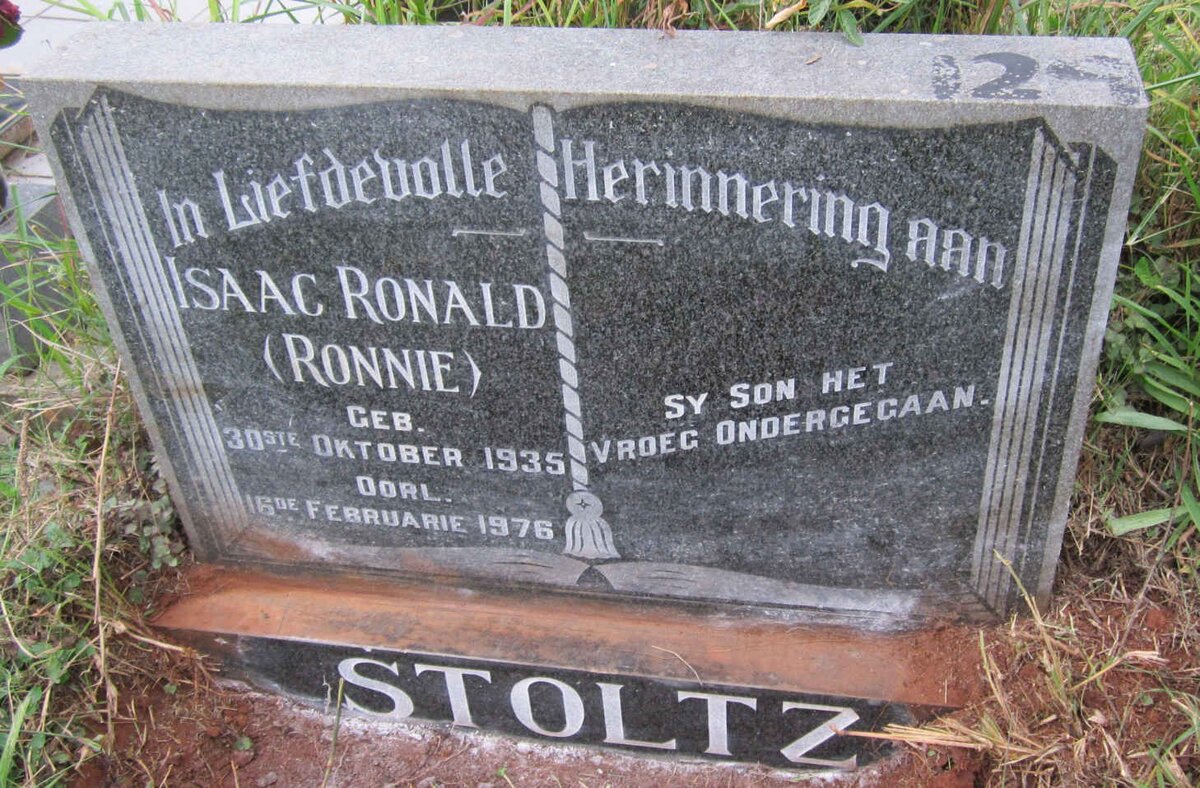 12
In Liefdevolle Herinnering aan
ISAAC RONALD
(RONNIE)
GEB.
30STE OKTOBER 1935
OORL.
16DE FEBRUARIE 1976
SY SON HET
VROEG ONDERGEGAAN.
STOLTZ